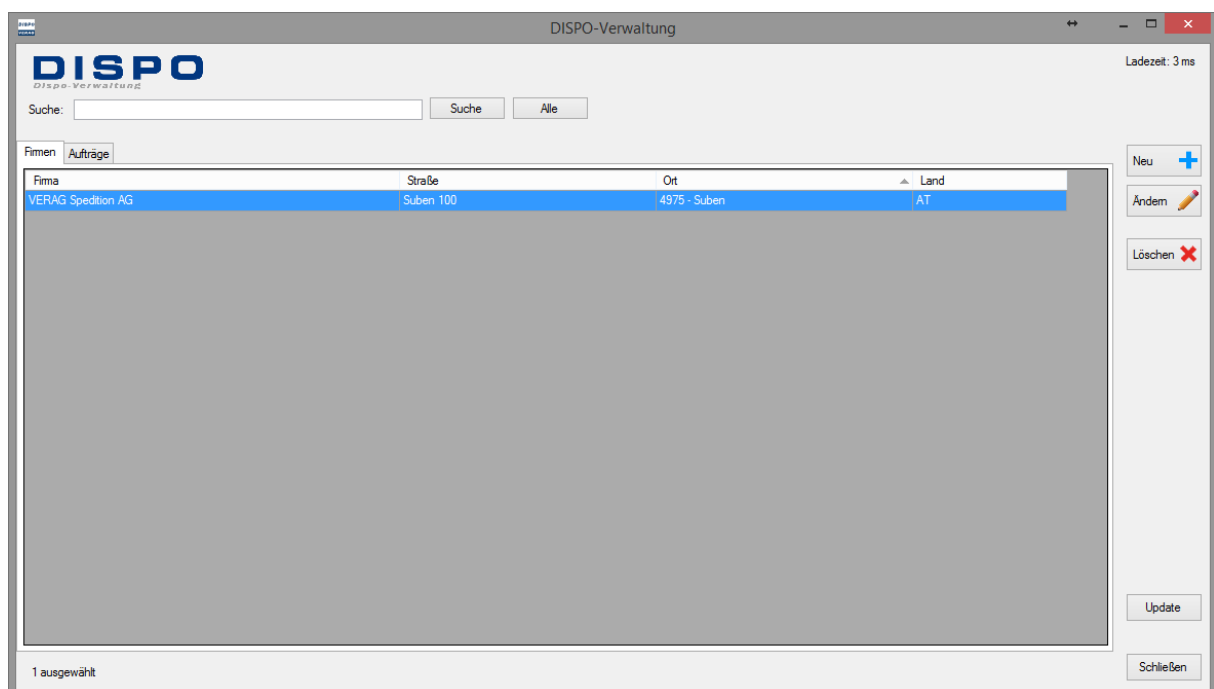 DISPO-Verwaltung
DISPO
Dispo-Verwaltung
Ladezeit: 3 ms
Suche:
Suche
Alle
Firmen
Aufträge
Neu
Firma
Straße
Ort
Land
VERAG Spedition AG
Suben 100
4975 - Suben
AT
Ändern
Löschen
Update
1 ausgewählt
Schließen